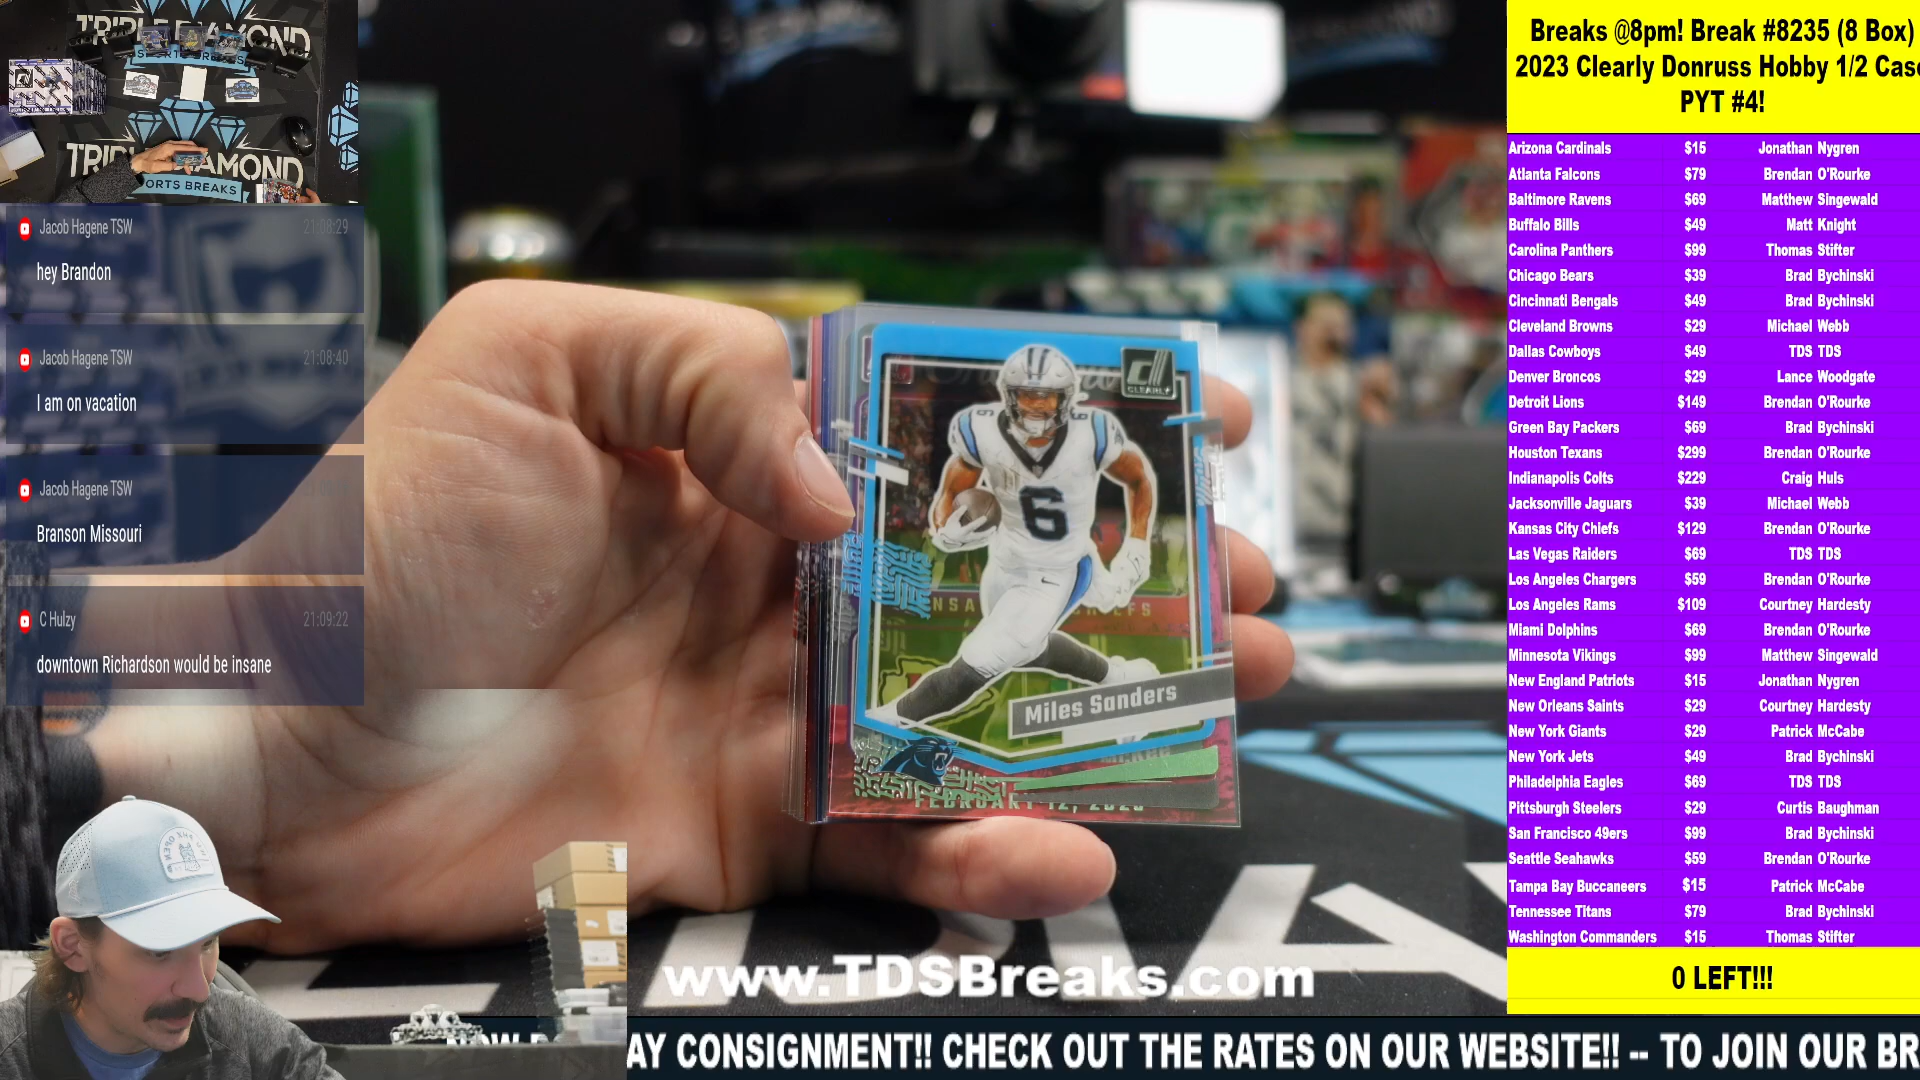 TRIPLE DIAMOND
SPORTS BREAKS
TRIPLE DIAMOND
SPORTS BREAKS
Jacob Hagene TSW 21:08:29
hey Brandon
Jacob Hagene TSW 21:08:40
I am on vacation
Jacob Hagene TSW
Branson Missouri
C Hulzy 21:09:22
downtown Richardson would be insane
CLEARLY
6
Miles Sanders
FEBRUARY 12, 2023
www.TDSBreaks.com
Breaks @8pm! Break #8235 (8 Box)
2023 Clearly Donruss Hobby 1/2 Case
PYT #4!
Arizona Cardinals $15 Jonathan Nygren
Atlanta Falcons $79 Brendan O'Rourke
Baltimore Ravens $69 Matthew Singewald
Buffalo Bills $49 Matt Knight
Carolina Panthers $99 Thomas Stifter
Chicago Bears $39 Brad Bychinski
Cincinnati Bengals $49 Brad Bychinski
Cleveland Browns $29 Michael Webb
Dallas Cowboys $49 TDS TDS
Denver Broncos $29 Lance Woodgate
Detroit Lions $149 Brendan O'Rourke
Green Bay Packers $69 Brad Bychinski
Houston Texans $299 Brendan O'Rourke
Indianapolis Colts $229 Craig Huls
Jacksonville Jaguars $39 Michael Webb
Kansas City Chiefs $129 Brendan O'Rourke
Las Vegas Raiders $69 TDS TDS
Los Angeles Chargers $59 Brendan O'Rourke
Los Angeles Rams $109 Courtney Hardesty
Miami Dolphins $69 Brendan O'Rourke
Minnesota Vikings $99 Matthew Singewald
New England Patriots $15 Jonathan Nygren
New Orleans Saints $29 Courtney Hardesty
New York Giants $29 Patrick McCabe
New York Jets $49 Brad Bychinski
Philadelphia Eagles $69 TDS TDS
Pittsburgh Steelers $29 Curtis Baughman
San Francisco 49ers $99 Brad Bychinski
Seattle Seahawks $59 Brendan O'Rourke
Tampa Bay Buccaneers $15 Patrick McCabe
Tennessee Titans $79 Brad Bychinski
Washington Commanders $15 Thomas Stifter
0 LEFT!!!
AY CONSIGNMENT!! CHECK OUT THE RATES ON OUR WEBSITE!! -- TO JOIN OUR BR